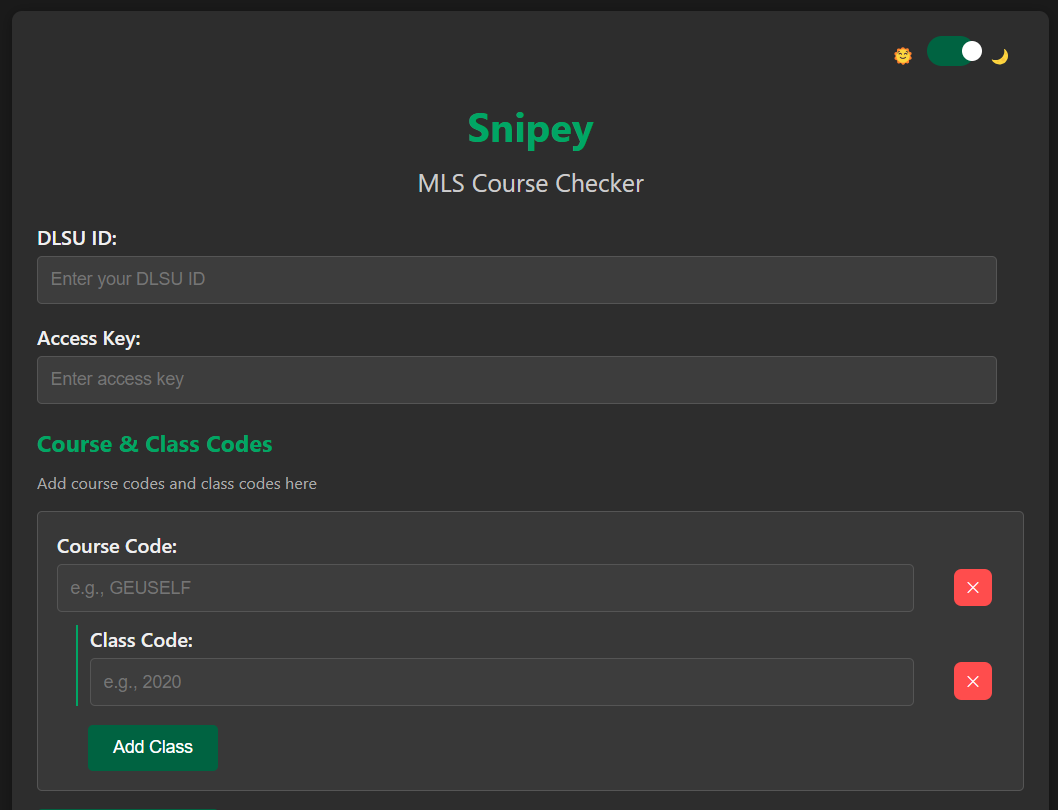 Snipey
MLS Course Checker
DLSU ID:
Enter your DLSU ID
Access Key:
Enter access key
Course & Class Codes
Add course codes and class codes here
Course Code:
e.g., GEUSELF
Class Code:
e.g., 2020
Add Class